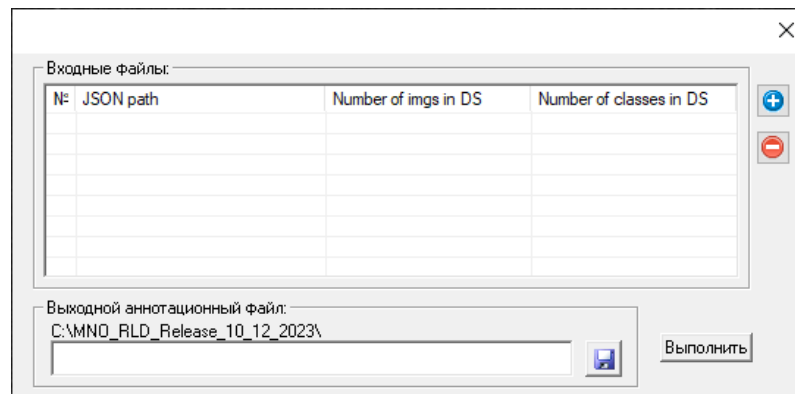 Входные файлы:
№ JSON path Number of imgs in DS Number of classes in DS
Выходной аннотационный файл:
C:\MNO_RLD_Release_10_12_2023\
Выполнить